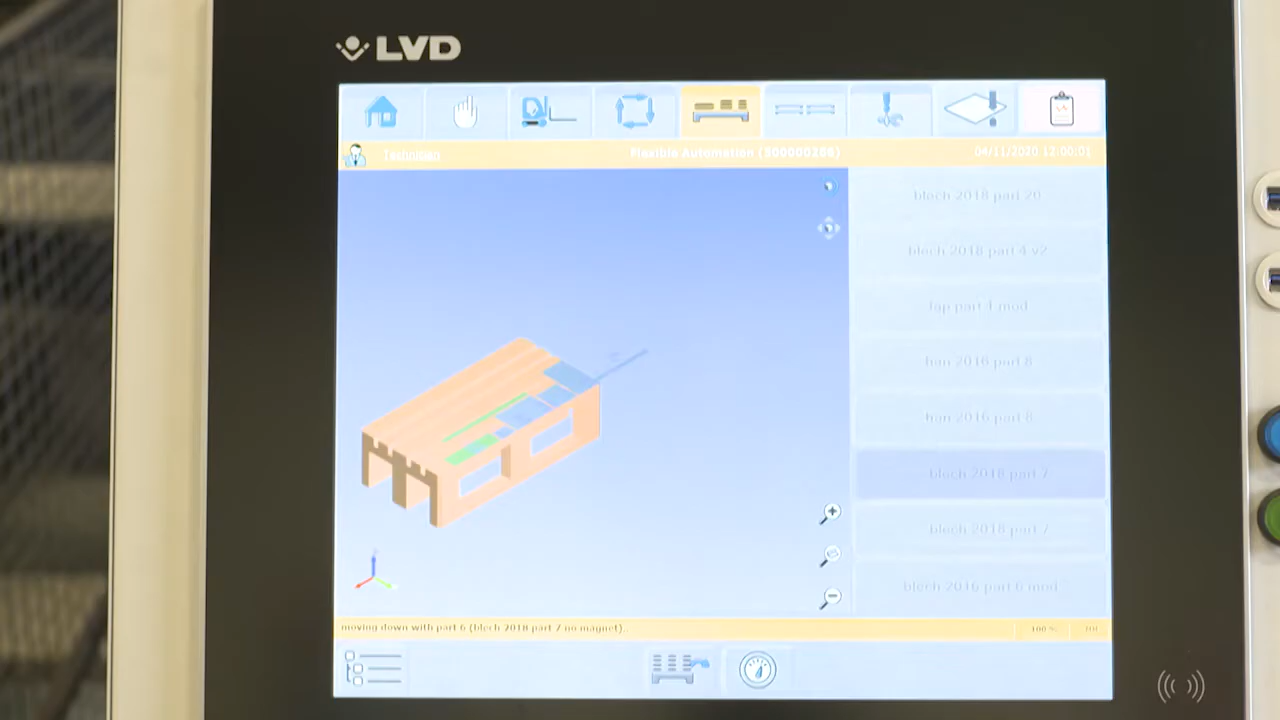 LVD
Technician
Flexible Automation (500000266)
04/11/2020 12:00:01
blech 2018 part 20
blech 2018 part 4 v2
lap part 1 mod
han 2016 part 8
han 2016 part 8
blech 2018 part 7
blech 2018 part 7
blech 2016 part 6 mod
moving down with part 6 (blech 2018 part 7 no magnet)..
100 %